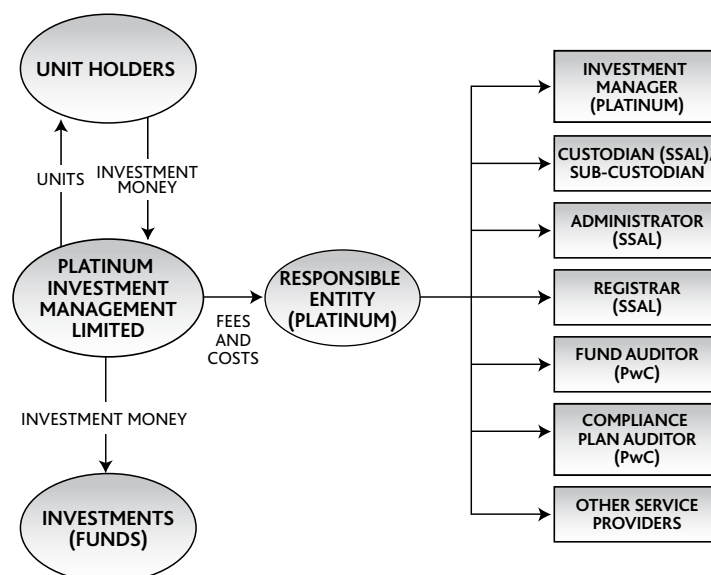 UNIT HOLDERS
UNITS
INVESTMENT
MONEY
PLATINUM
INVESTMENT
MANAGEMENT
LIMITED
FEES
AND
COSTS
RESPONSIBLE
ENTITY
(PLATINUM)
INVESTMENT MONEY
INVESTMENTS
(FUNDS)
INVESTMENT
MANAGER
(PLATINUM)
CUSTODIAN (SSAL)/
SUB-CUSTODIAN
ADMINISTRATOR
(SSAL)
REGISTRAR
(SSAL)
FUND AUDITOR
(PwC)
COMPLIANCE
PLAN AUDITOR
(PwC)
OTHER SERVICE
PROVIDERS